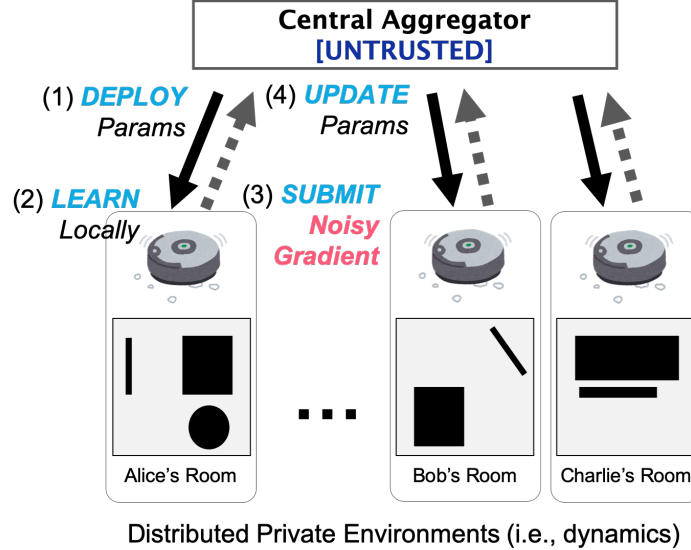 Central Aggregator
[UNTRUSTED]
(1) DEPLOY
Params
(4) UPDATE
Params
(2) LEARN
Locally
(3) SUBMIT
Noisy
Gradient
...
Alice's Room
Bob's Room
Charlie's Room
Distributed Private Environments (i.e., dynamics)